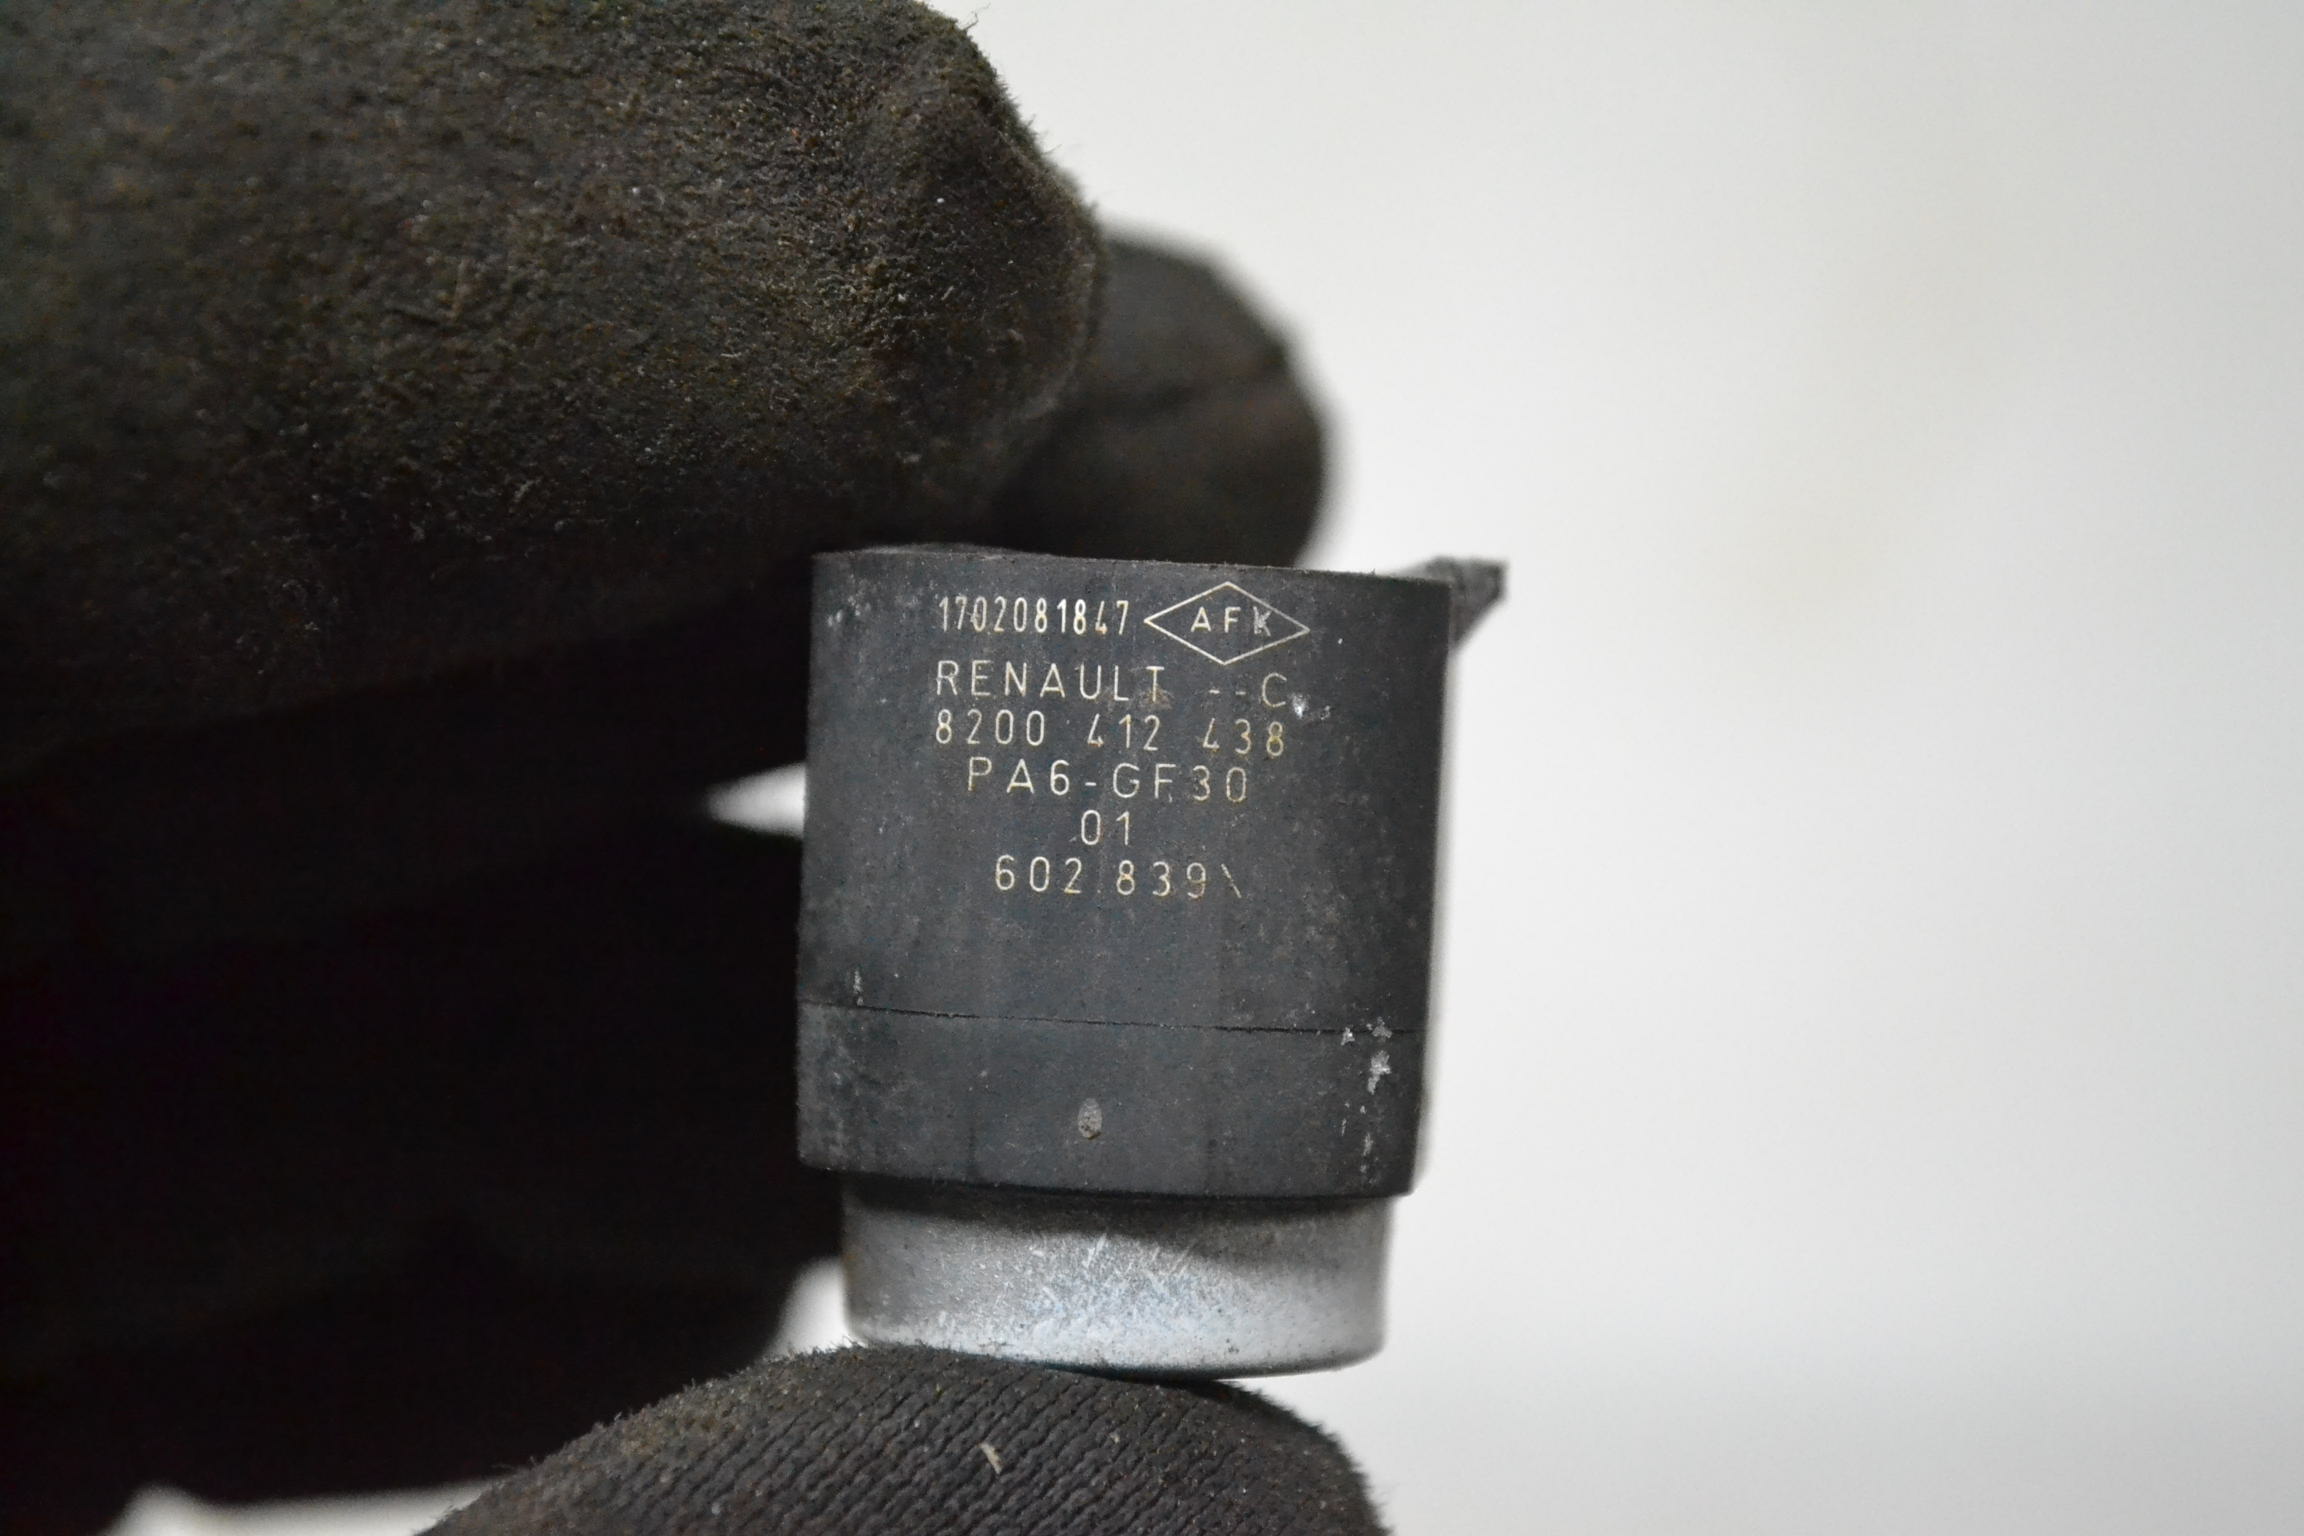 1702081847 AFK
RENAULT --C
8200 412 438
PA6-GF30
01
602.839\